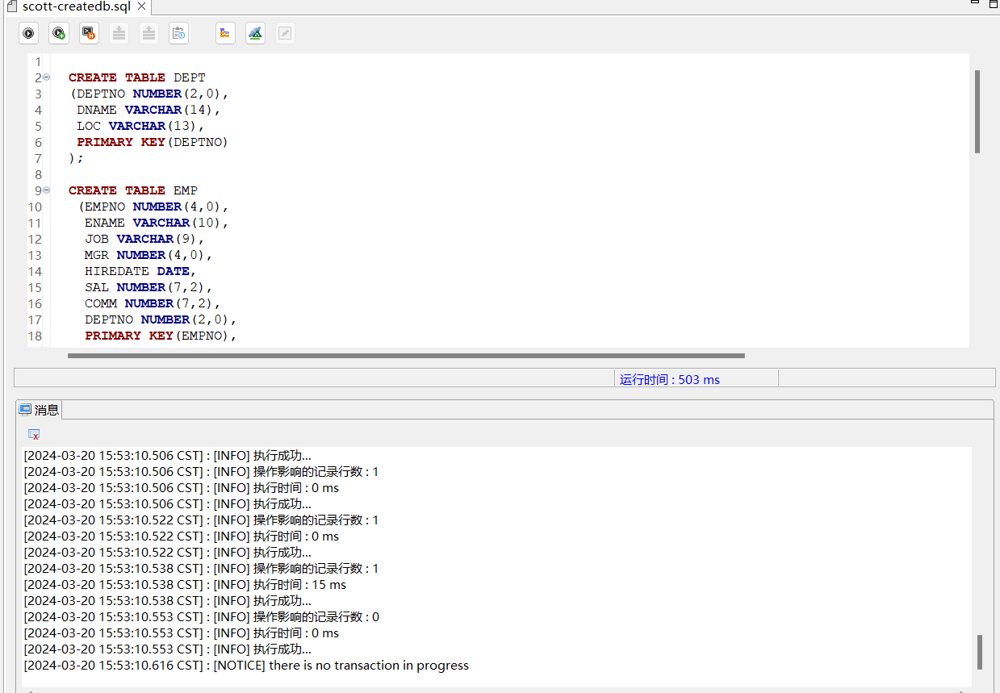 scott-createdb.sql
1
2 CREATE TABLE DEPT
3 (DEPTNO NUMBER(2,0),
4 DNAME VARCHAR(14),
5 LOC VARCHAR(13),
6 PRIMARY KEY(DEPTNO)
7 );
8
9 CREATE TABLE EMP
10 (EMPNO NUMBER(4,0),
11 ENAME VARCHAR(10),
12 JOB VARCHAR(9),
13 MGR NUMBER(4,0),
14 HIREDATE DATE,
15 SAL NUMBER(7,2),
16 COMM NUMBER(7,2),
17 DEPTNO NUMBER(2,0),
18 PRIMARY KEY(EMPNO),
运行时间 : 503 ms
消息
[2024-03-20 15:53:10.506 CST] : [INFO] 执行成功...
[2024-03-20 15:53:10.506 CST] : [INFO] 操作影响的记录行数 : 1
[2024-03-20 15:53:10.506 CST] : [INFO] 执行时间 : 0 ms
[2024-03-20 15:53:10.506 CST] : [INFO] 执行成功...
[2024-03-20 15:53:10.522 CST] : [INFO] 操作影响的记录行数 : 1
[2024-03-20 15:53:10.522 CST] : [INFO] 执行时间 : 0 ms
[2024-03-20 15:53:10.522 CST] : [INFO] 执行成功...
[2024-03-20 15:53:10.538 CST] : [INFO] 操作影响的记录行数 : 1
[2024-03-20 15:53:10.538 CST] : [INFO] 执行时间 : 15 ms
[2024-03-20 15:53:10.538 CST] : [INFO] 执行成功...
[2024-03-20 15:53:10.553 CST] : [INFO] 操作影响的记录行数 : 0
[2024-03-20 15:53:10.553 CST] : [INFO] 执行时间 : 0 ms
[2024-03-20 15:53:10.553 CST] : [INFO] 执行成功...
[2024-03-20 15:53:10.616 CST] : [NOTICE] there is no transaction in progress